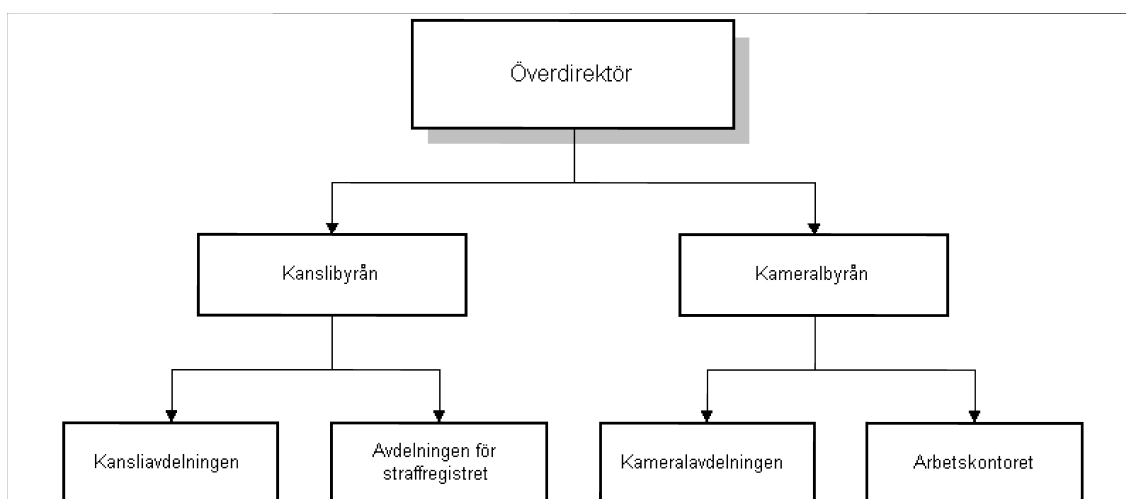 Överdirektör
Kanslibyrån
Kameralbyrån
Kansliavdelningen
Avdelningen för
straffregistret
Kameralavdelningen
Arbetskontoret